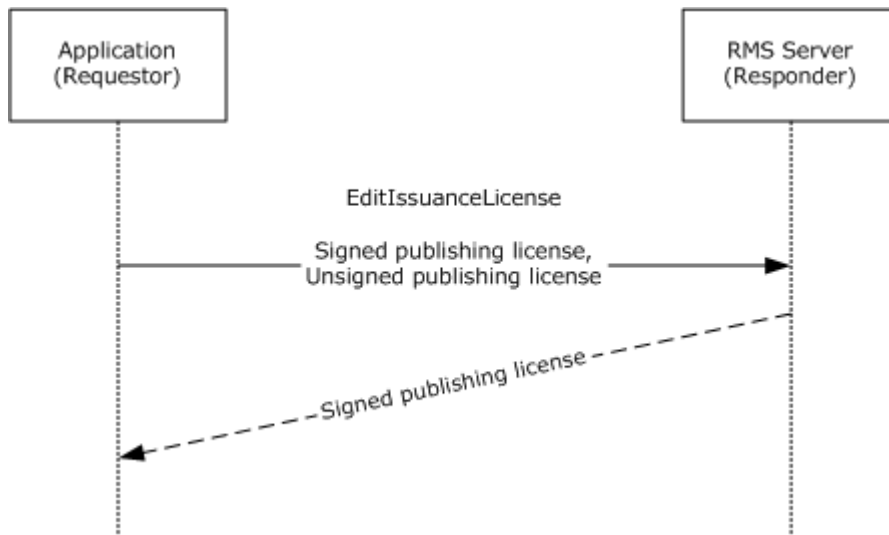 Application
(Requestor)
RMS Server
(Responder)
EditIssuanceLicense
Signed publishing license,
Unsigned publishing license
Signed publishing license